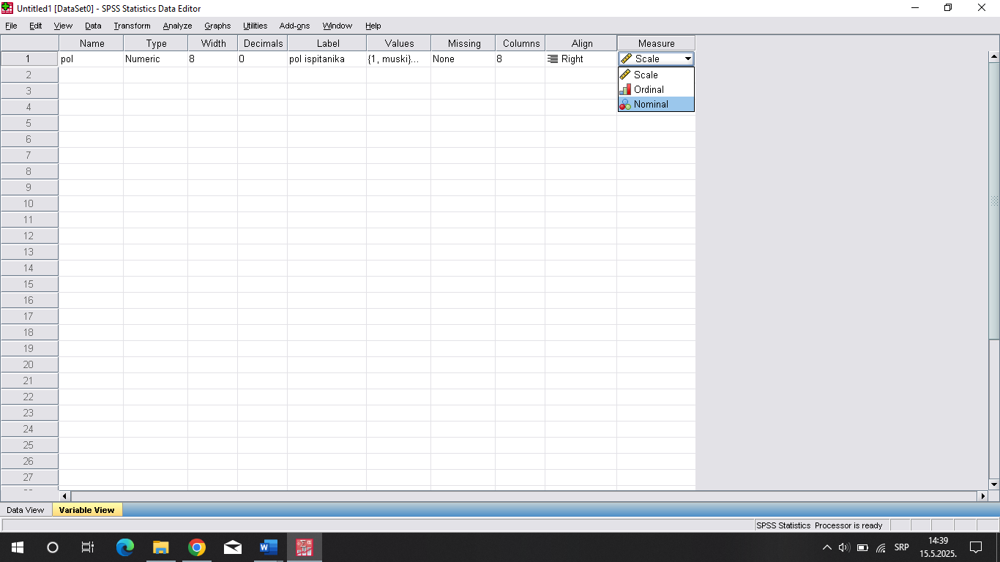 Untitled1 [DataSet0] - SPSS Statistics Data Editor
File Edit View Data Transform Analyze Graphs Utilities Add-ons Window Help
Name Type Width Decimals Label Values Missing Columns Align Measure
1 pol Numeric 8 0 pol ispitanika {1, muski}... None 8 Right Scale
2 Scale
3 Ordinal
4 Nominal
5
6
7
8
9
10
11
12
13
14
15
16
17
18
19
20
21
22
23
24
25
26
27
Data View Variable View
SPSS Statistics Processor is ready
SRP 14:39
15.5.2025.